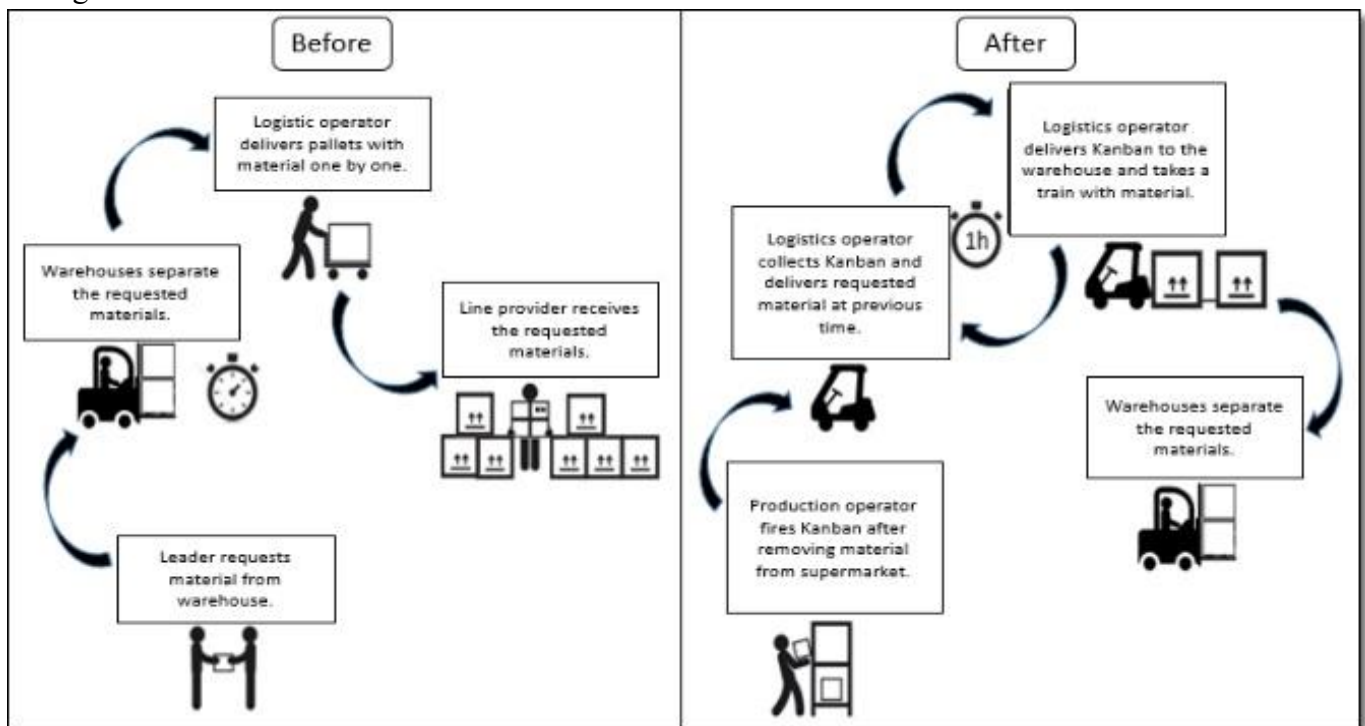 Before
Logistic operator
delivers pallets with
material one by one.
Warehouses separate
the requested
materials.
Line provider receives
the requested
materials.
Leader requests
material from
warehouse.
After
Logistics operator
delivers Kanban to the
warehouse and takes a
train with material.
1h
Logistics operator
collects Kanban and
delivers requested
material at previous
time.
Warehouses separate
the requested
materials.
Production operator
fires Kanban after
removing material
from supermarket.